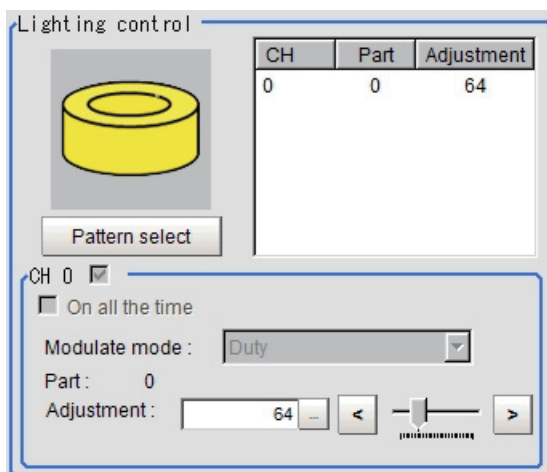 Lighting control
CH Part Adjustment
0 0 64
Pattern select
CH 0
On all the time
Modulate mode : Duty
Part : 0
Adjustment : 64 ... < >